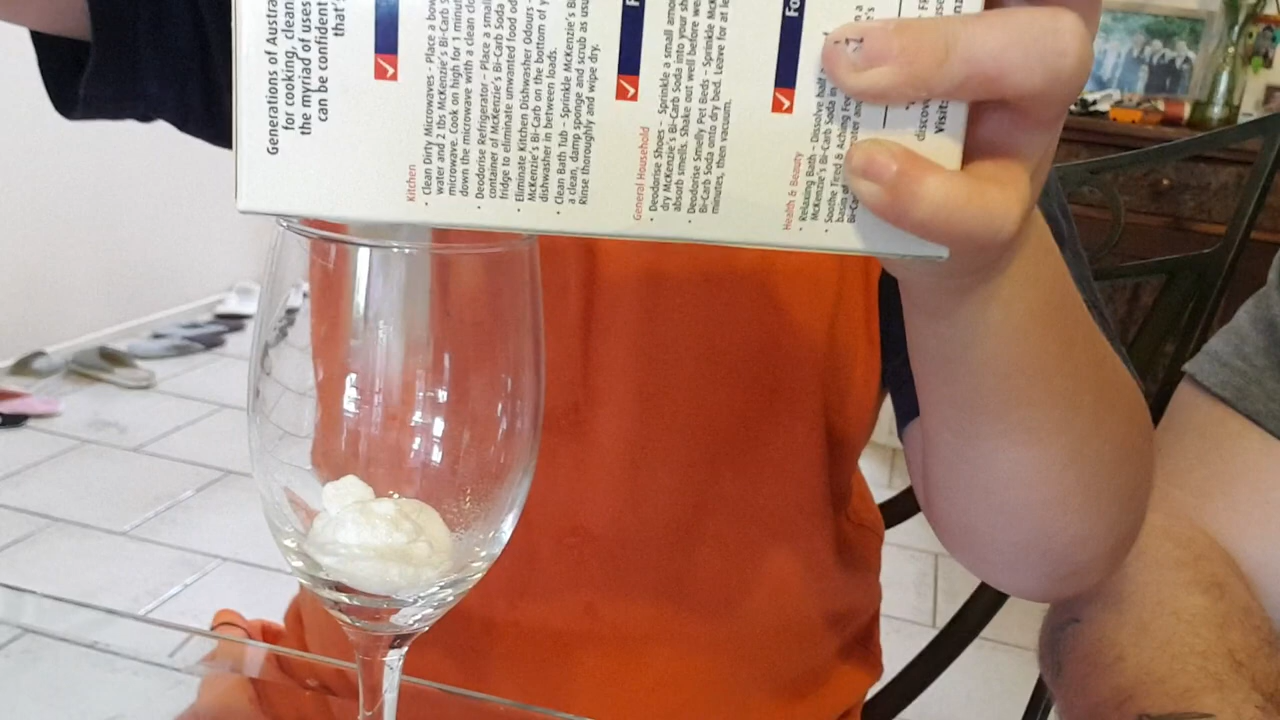 Generations of Austra
for cooking, cleani
the myriad of uses
can be confident
that's
Kitchen
• Clean Dirty Microwaves - Place a bow
water and 2 tbs McKenzie's Bi-Carb S
microwave. Cook on high for 1 minut
down the microwave with a clean do
• Deodorise Refrigerator – Place a small
container of McKenzie's Bi-Carb Soda
fridge to eliminate unwanted food od
• Eliminate Kitchen Dishwasher Odours -
McKenzie's Bi-Carb on the bottom of y
dishwasher in between loads.
• Clean Bath Tub – Sprinkle McKenzie's Bi
a clean, damp sponge and scrub as usu
Rinse thoroughly and wipe dry.
F
General Household
• Deodorise Shoes – Sprinkle a small amo
dry McKenzie's Bi-Carb Soda into your sh
absorb smells. Shake out well before we
• Deodorise Smelly Pet Beds – Sprinkle McK
Bi-Carb Soda onto dry bed. Leave for at le
minutes, then vacuum.
Fo
Health & Beauty
• Relaxing Bath – Dissolve half
McKenzie's Bi-Carb Soda in
• Soothe Tired & Aching Fe
discov
Visit: